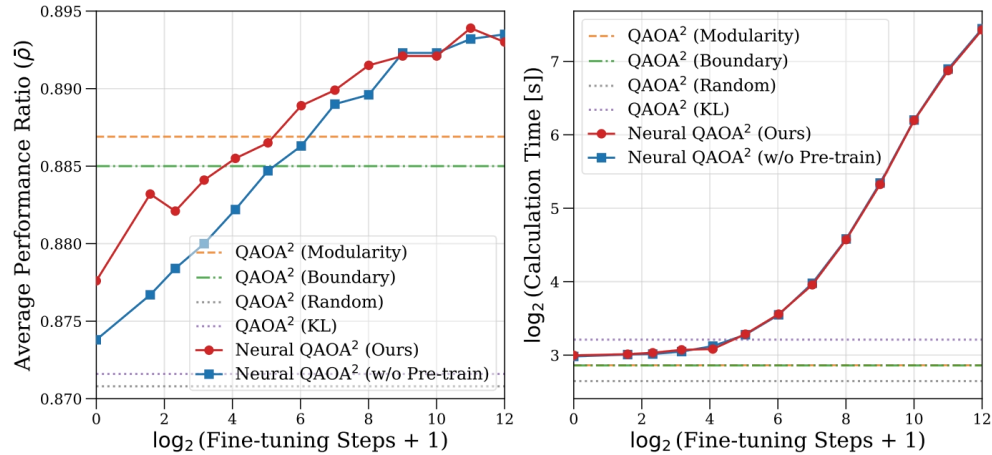 0.895
0.890
0.885
0.880
0.875
0.870
Average Performance Ratio (ρ̄)
QAOA² (Modularity)
QAOA² (Boundary)
QAOA² (Random)
QAOA² (KL)
Neural QAOA² (Ours)
Neural QAOA² (w/o Pre-train)
0 2 4 6 8 10 12
log₂(Fine-tuning Steps + 1)
7
6
5
4
3
log₂(Calculation Time [s])
QAOA² (Modularity)
QAOA² (Boundary)
QAOA² (Random)
QAOA² (KL)
Neural QAOA² (Ours)
Neural QAOA² (w/o Pre-train)
0 2 4 6 8 10 12
log₂(Fine-tuning Steps + 1)